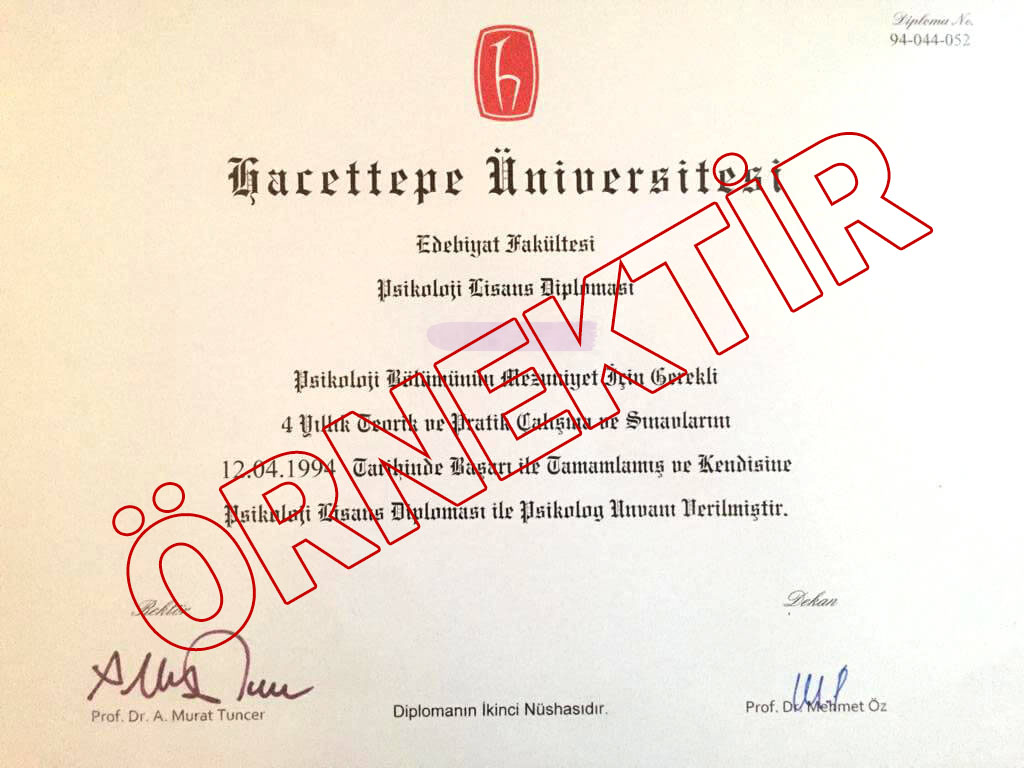 Diploma No.
94-044-052
Hacettepe Üniversitesi
Edebiyat Fakültesi
Psikoloji Lisans Diploması
Psikoloji Bölümünün Mezuniyet İçin Gerekli
4 Yıllık Teorik ve Pratik Çalışma ve Sınavlarını
12.04.1994 Tarihinde Başarı ile Tamamlamış ve Kendisine
Psikoloji Lisans Diploması ile Psikolog Unvanı Verilmiştir.
ÖRNEKTİR
Rektör
Dekan
Prof. Dr. A. Murat Tuncer
Diplomanın İkinci Nüshasıdır.
Prof. Dr. Mehmet Öz